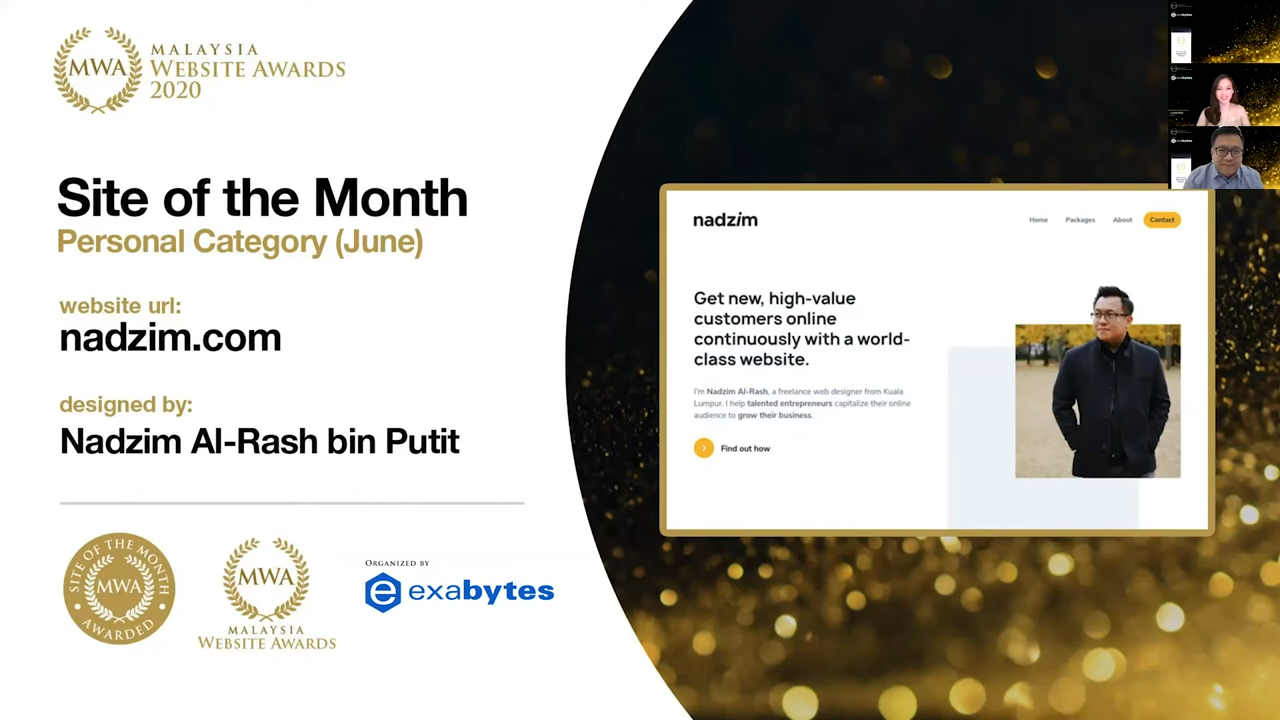 MWA
MALAYSIA
WEBSITE AWARDS
2020
Site of the Month
Personal Category (June)
website url:
nadzim.com
designed by:
Nadzim Al-Rash bin Putit
SITE OF THE MONTH
MWA
AWARDED
MWA
MALAYSIA
WEBSITE AWARDS
ORGANIZED BY
e exabytes
nadzim
Home Packages About Contact
Get new, high-value
customers online
continuously with a world-
class website.
I'm Nadzim Al-Rash, a freelance web designer from Kuala
Lumpur. I help talented entrepreneurs capitalize their online
audience to grow their business.
Find out how